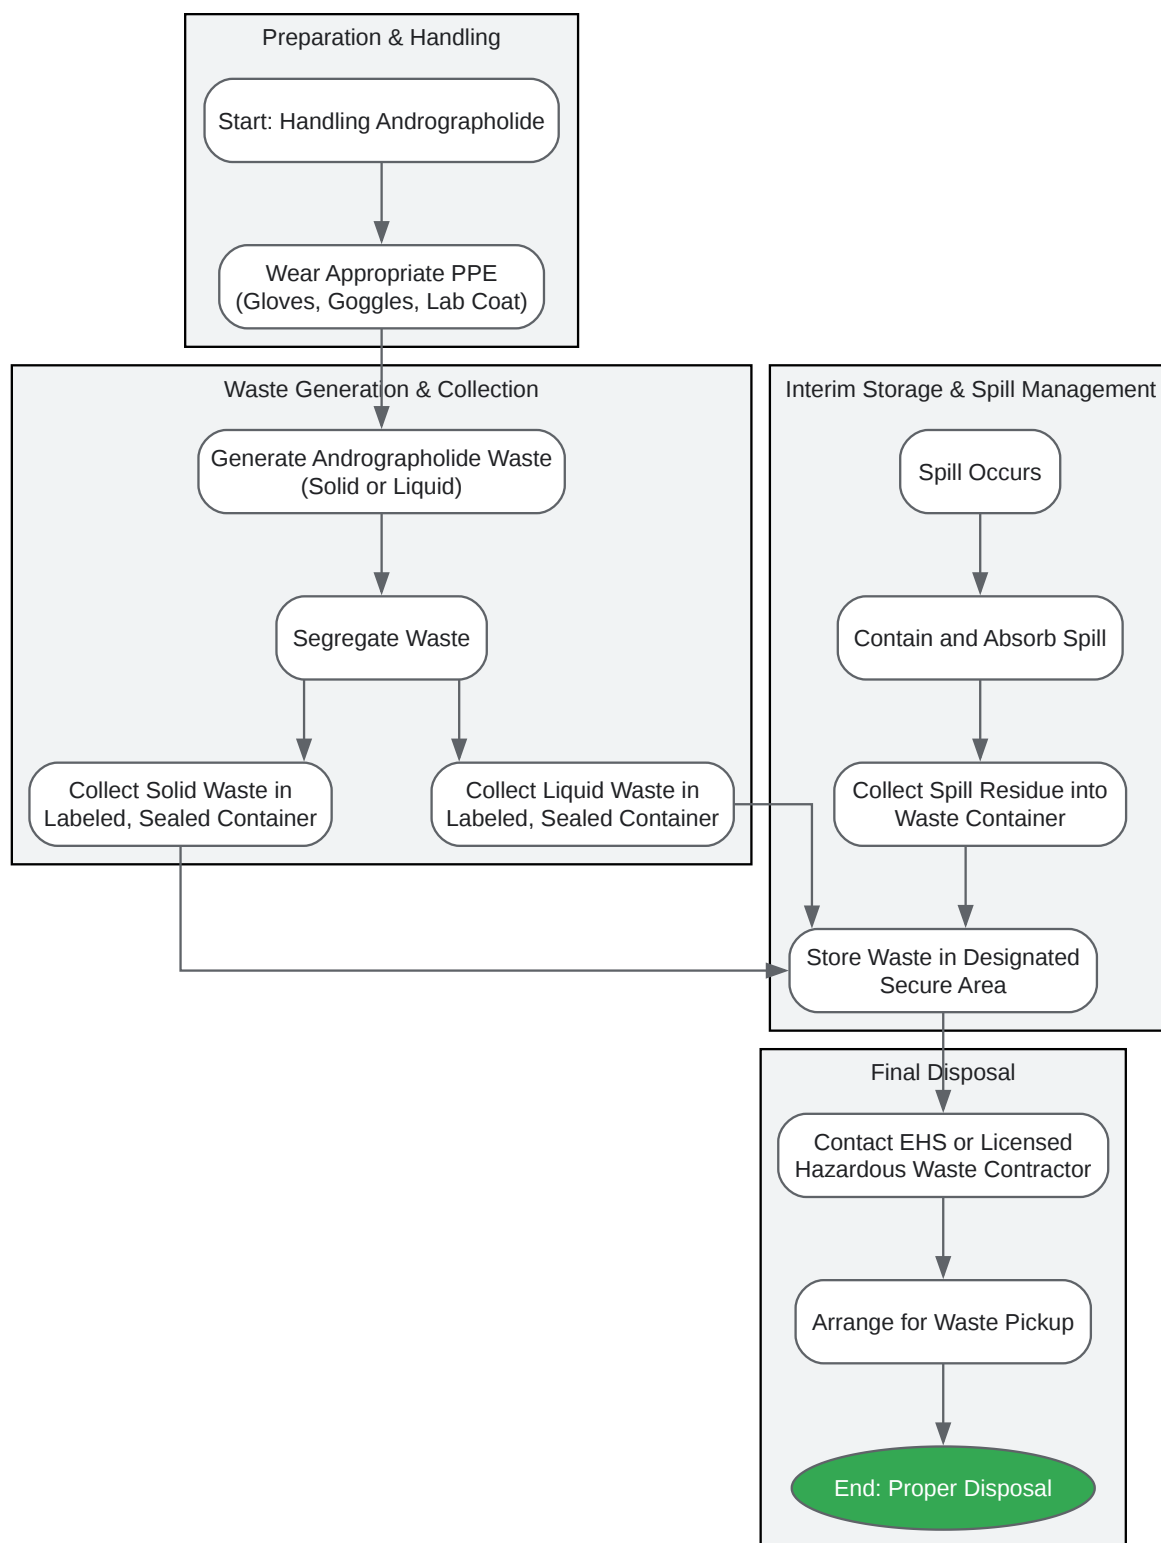 Preparation & Handling
Start: Handling Andrographolide
Wear Appropriate PPE
(Gloves, Goggles, Lab Coat)
Waste Generation & Collection
Generate Andrographolide Waste
(Solid or Liquid)
Segregate Waste
Collect Solid Waste in
Labeled, Sealed Container
Collect Liquid Waste in
Labeled, Sealed Container
Interim Storage & Spill Management
Spill Occurs
Contain and Absorb Spill
Collect Spill Residue into
Waste Container
Store Waste in Designated
Secure Area
Final Disposal
Contact EHS or Licensed
Hazardous Waste Contractor
Arrange for Waste Pickup
End: Proper Disposal